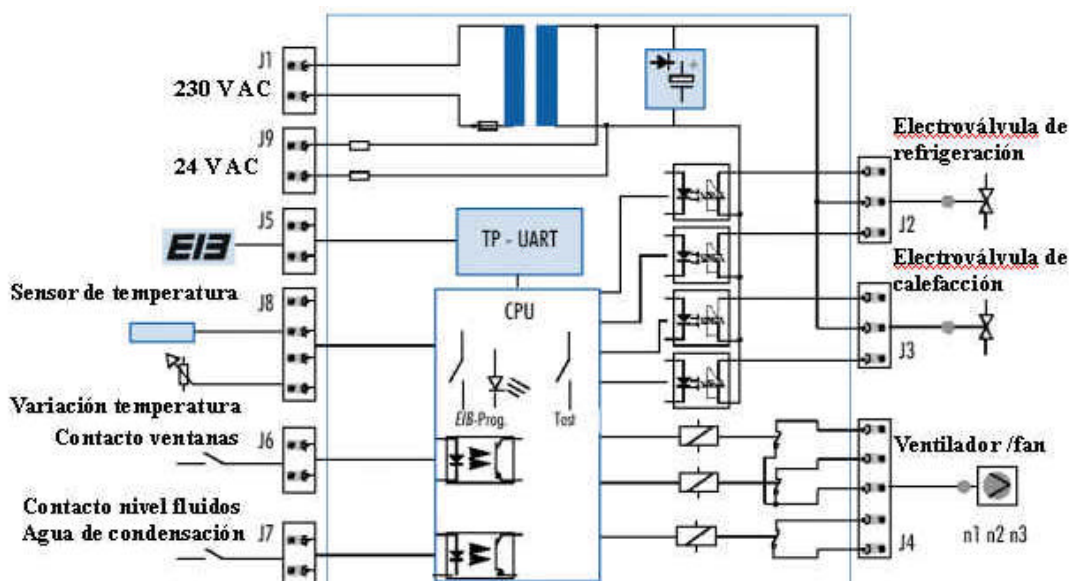 J1
230 VAC
J9
24 VAC
J5
EIB
TP - UART
Sensor de temperatura
J8
CPU
EIB-Prog.
Test
Variación temperatura
Contacto ventanas
J6
Contacto nivel fluidos
Agua de condensación
J7
+
Electroválvula de
refrigeración
J2
Electroválvula de
calefacción
J3
Ventilador /fan
J4
n1 n2 n3